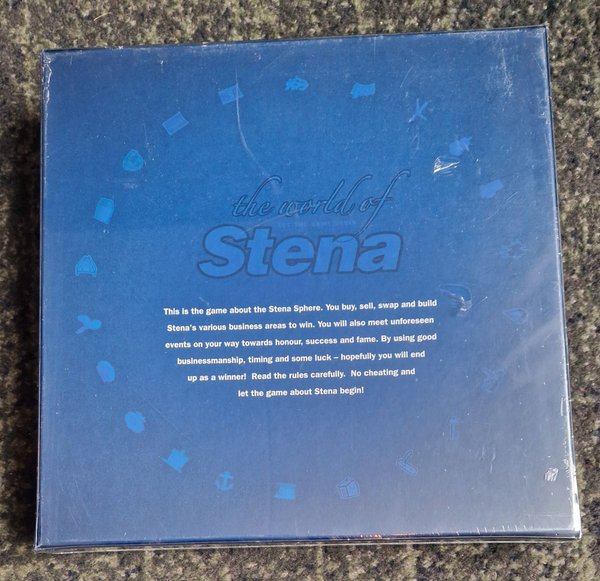 the world of
Stena
This is the game about the Stena Sphere. You buy, sell, swap and build
Stena's various business areas to win. You will also meet unforeseen
events on your way towards honour, success and fame. By using good
businessmanship, timing and some luck – hopefully you will end
up as a winner! Read the rules carefully. No cheating and
let the game about Stena begin!